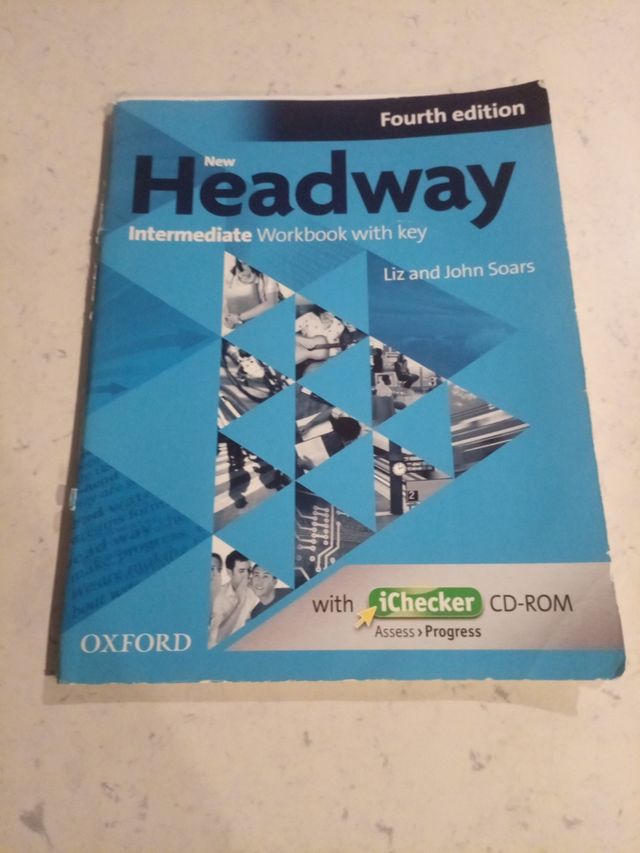 Fourth edition
New
Headway
Intermediate Workbook with key
Liz and John Soars
OXFORD
with iChecker CD-ROM
Assess › Progress